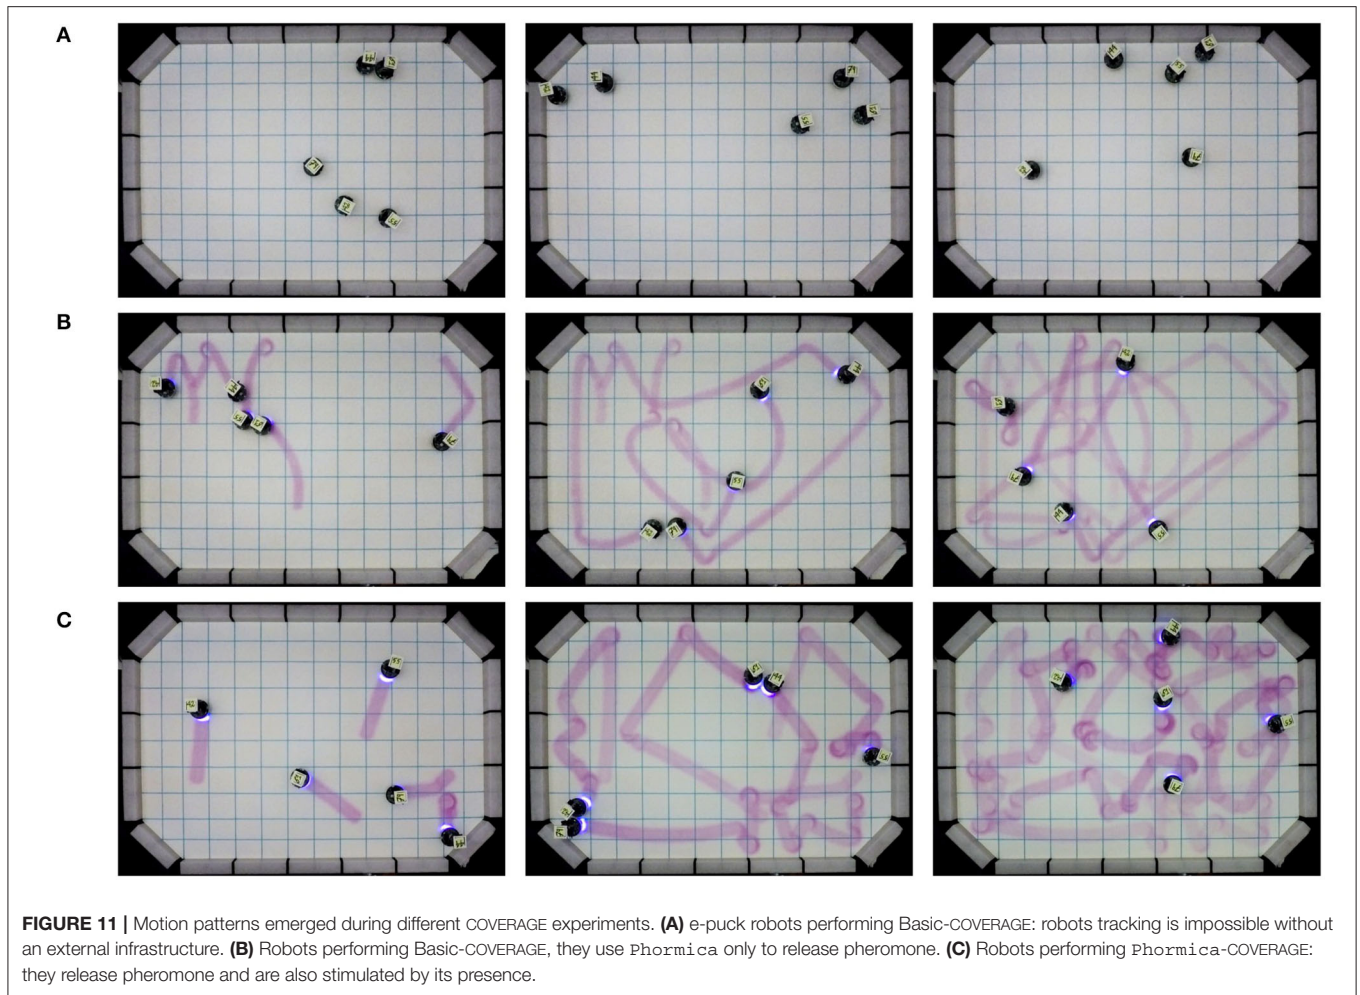 A
B
C
FIGURE 11 | Motion patterns emerged during different COVERAGE experiments. (A) e-puck robots performing Basic-COVERAGE: robots tracking is impossible without
an external infrastructure. (B) Robots performing Basic-COVERAGE, they use Phormica only to release pheromone. (C) Robots performing Phormica-COVERAGE:
they release pheromone and are also stimulated by its presence.